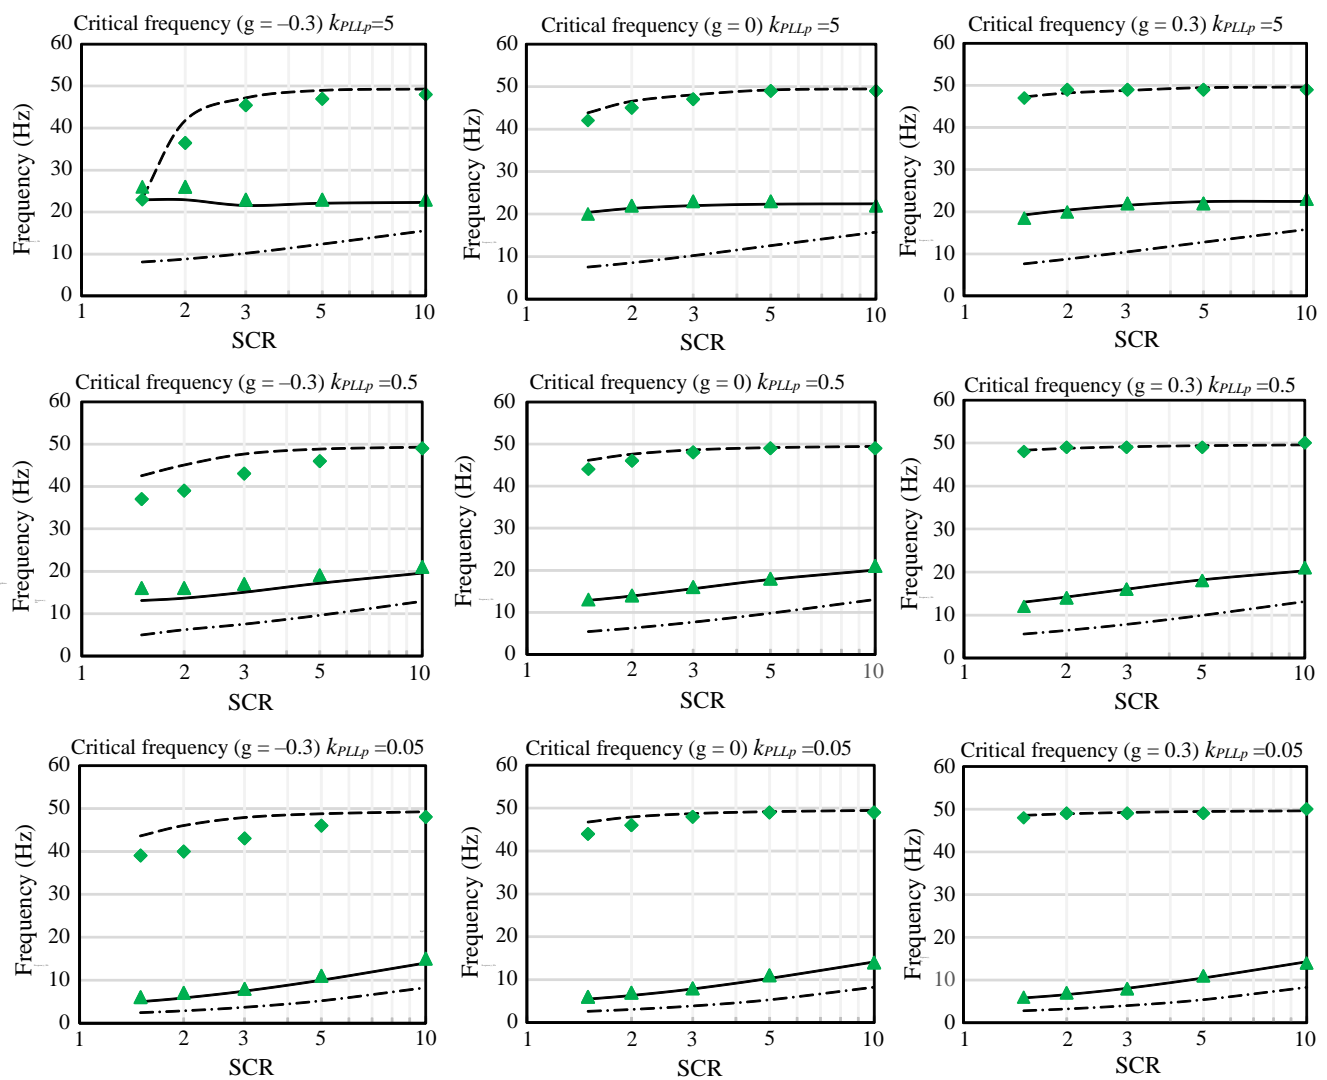 Critical frequency (g = –0.3) kPLLp=5
60
50
40
30
20
10
0
Frequency (Hz)
1 2 3 5 10
SCR
Critical frequency (g = 0) kPLLp =5
60
50
40
30
20
10
0
Frequency (Hz)
1 2 3 5 10
SCR
Critical frequency (g = 0.3) kPLLp =5
60
50
40
30
20
10
0
Frequency (Hz)
1 2 3 5 10
SCR
Critical frequency (g = –0.3) kPLLp =0.5
60
50
40
30
20
10
0
Frequency (Hz)
1 2 3 5 10
SCR
Critical frequency (g = 0) kPLLp =0.5
60
50
40
30
20
10
0
Frequency (Hz)
1 2 3 5 10
SCR
Critical frequency (g = 0.3) kPLLp =0.5
60
50
40
30
20
10
0
Frequency (Hz)
1 2 3 5 10
SCR
Critical frequency (g = –0.3) kPLLp =0.05
60
50
40
30
20
10
0
Frequency (Hz)
1 2 3 5 10
SCR
Critical frequency (g = 0) kPLLp =0.05
60
50
40
30
20
10
0
Frequency (Hz)
1 2 3 5 10
SCR
Critical frequency (g = 0.3) kPLLp =0.05
60
50
40
30
20
10
0
Frequency (Hz)
1 2 3 5 10
SCR